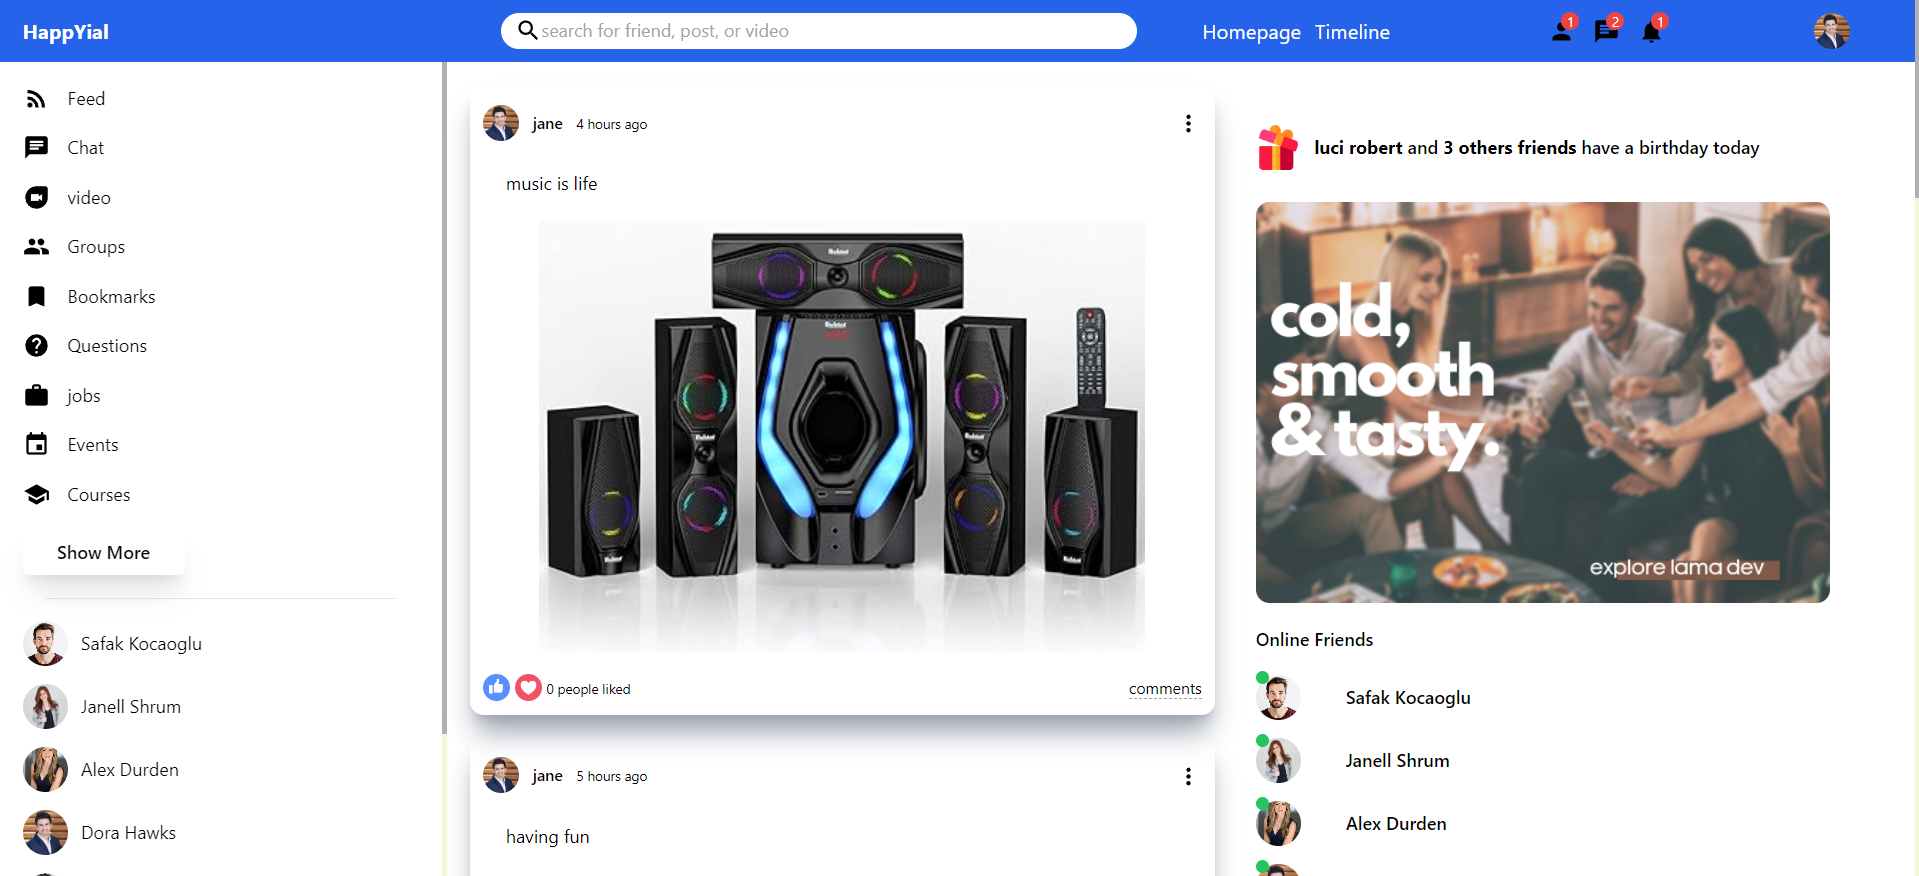 HappYial
search for friend, post, or video
Homepage Timeline
1
2
1
Feed
Chat
video
Groups
Bookmarks
Questions
jobs
Events
Courses
Show More
Safak Kocaoglu
Janell Shrum
Alex Durden
Dora Hawks
jane 4 hours ago
music is life
0 people liked
comments
jane 5 hours ago
having fun
luci robert and 3 others friends have a birthday today
cold,
smooth
& tasty.
explore lama dev
Online Friends
Safak Kocaoglu
Janell Shrum
Alex Durden